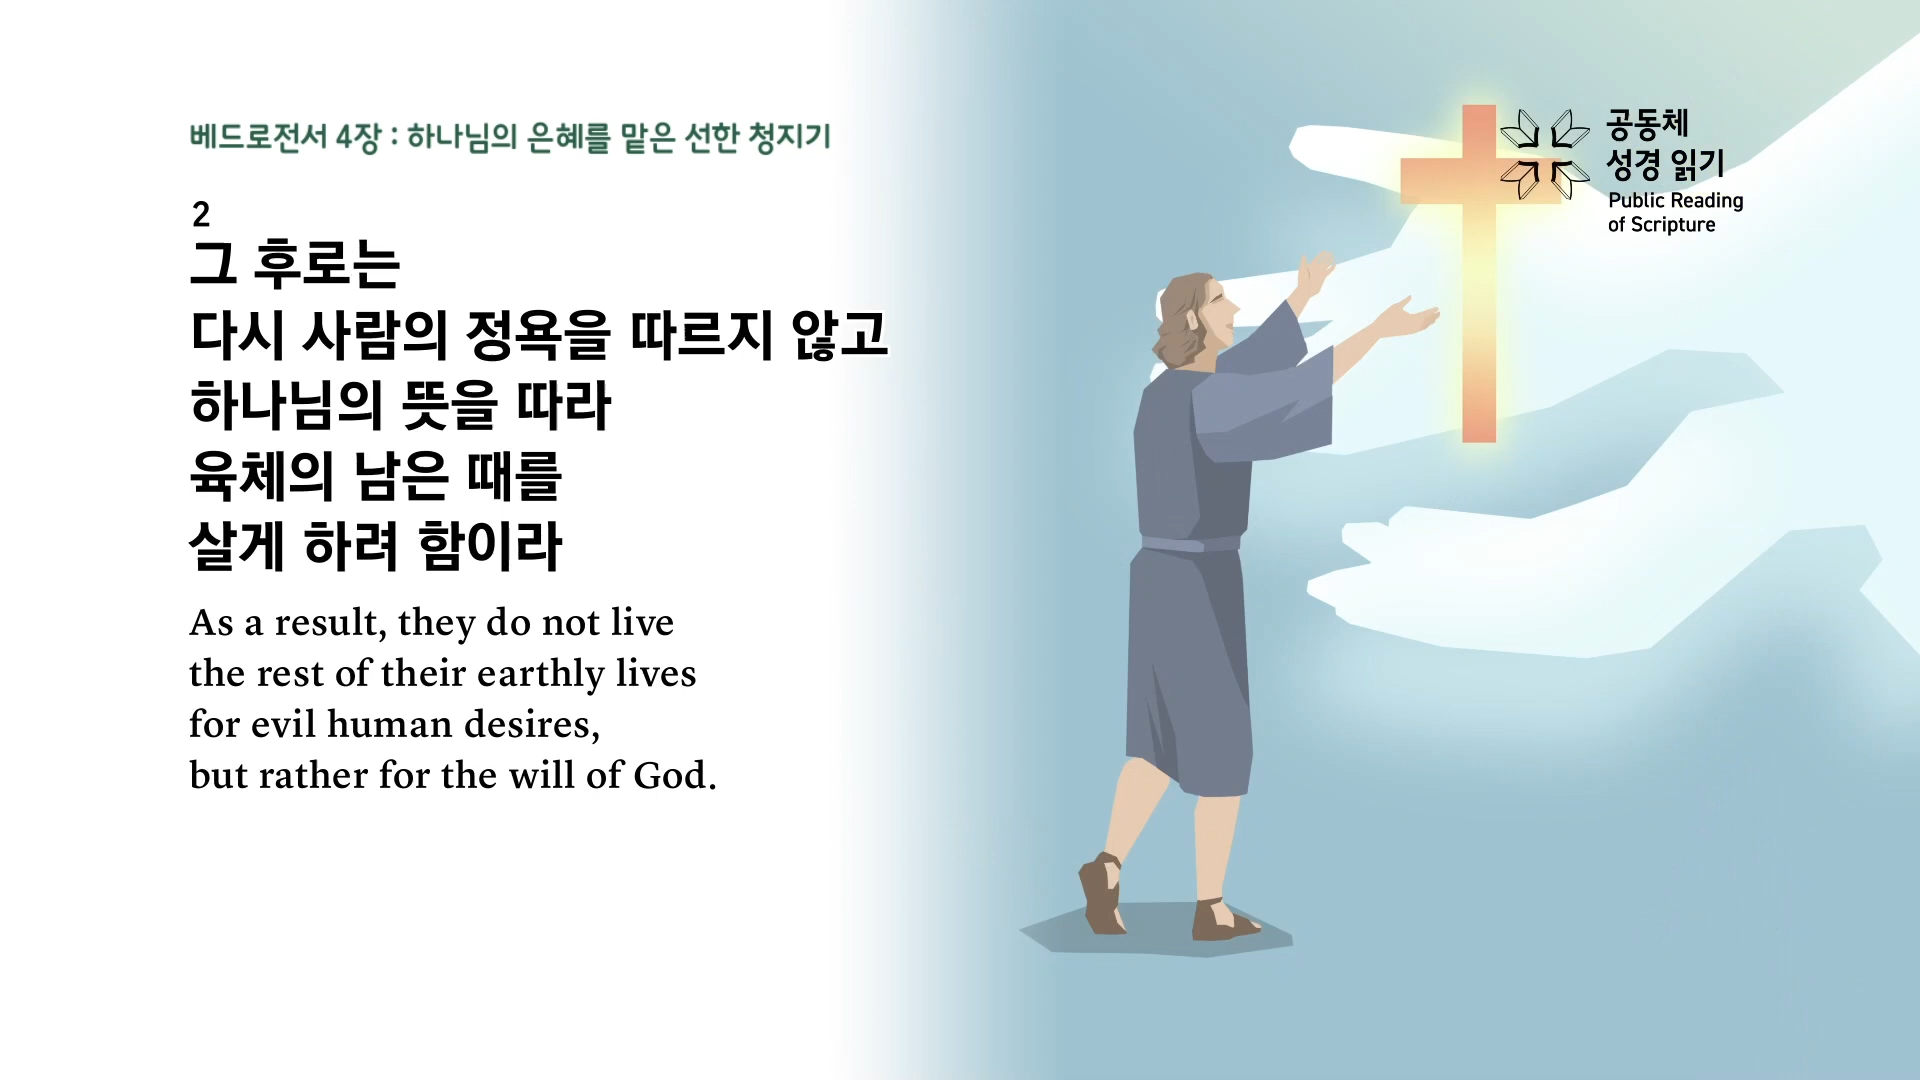 베드로전서 4장 : 하나님의 은혜를 맡은 선한 청지기
2
그 후로는
다시 사람의 정욕을 따르지 않고
하나님의 뜻을 따라
육체의 남은 때를
살게 하려 함이라
As a result, they do not live
the rest of their earthly lives
for evil human desires,
but rather for the will of God.
공동체
성경 읽기
Public Reading
of Scripture